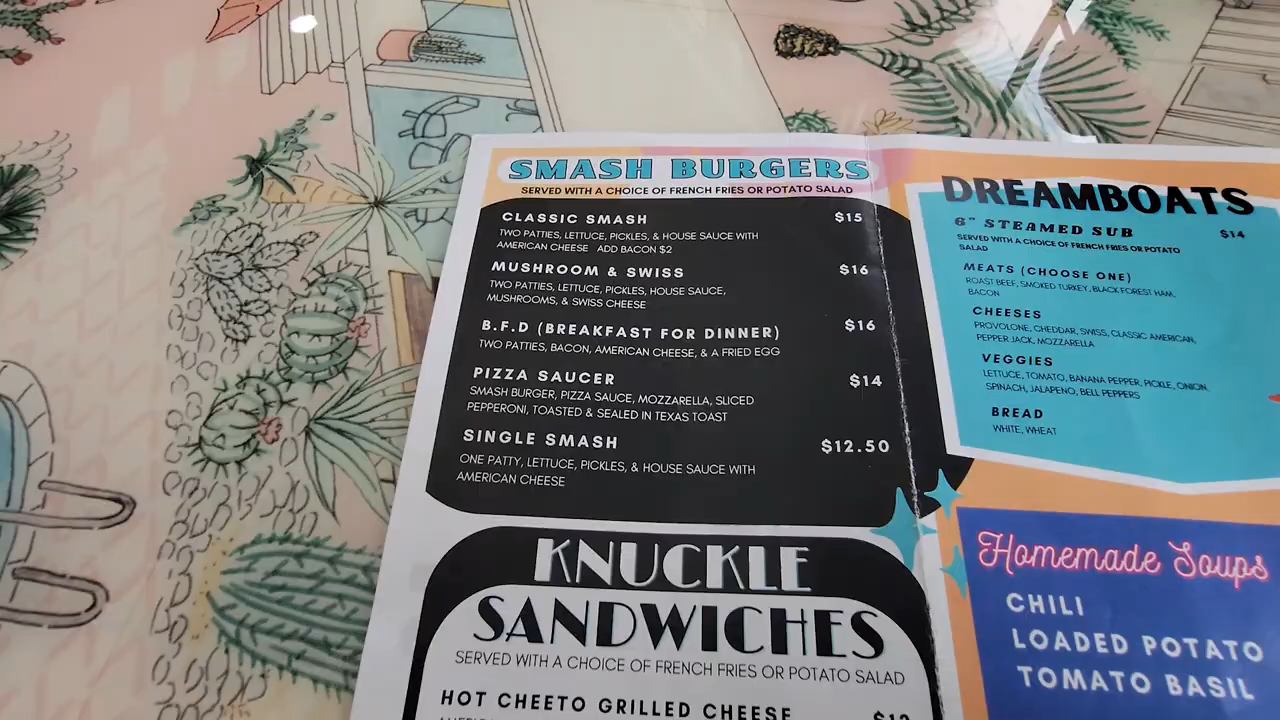 SMASH BURGERS
SERVED WITH A CHOICE OF FRENCH FRIES OR POTATO SALAD
CLASSIC SMASH $15
TWO PATTIES, LETTUCE, PICKLES, & HOUSE SAUCE WITH
AMERICAN CHEESE ADD BACON $2
MUSHROOM & SWISS $16
TWO PATTIES, LETTUCE, PICKLES, HOUSE SAUCE,
MUSHROOMS, & SWISS CHEESE
B.F.D (BREAKFAST FOR DINNER) $16
TWO PATTIES, BACON, AMERICAN CHEESE, & A FRIED EGG
PIZZA SAUCER $14
SMASH BURGER, PIZZA SAUCE, MOZZARELLA, SLICED
PEPPERONI, TOASTED & SEALED IN TEXAS TOAST
SINGLE SMASH $12.50
ONE PATTY, LETTUCE, PICKLES, & HOUSE SAUCE WITH
AMERICAN CHEESE
KNUCKLE
SANDWICHES
SERVED WITH A CHOICE OF FRENCH FRIES OR POTATO SALAD
HOT CHEETO GRILLED CHEESE
DREAMBOATS
6" STEAMED SUB $14
SERVED WITH A CHOICE OF FRENCH FRIES OR POTATO
SALAD
MEATS (CHOOSE ONE)
ROAST BEEF, SMOKED TURKEY, BLACK FOREST HAM,
BACON
CHEESES
PROVOLONE, CHEDDAR, SWISS, CLASSIC AMERICAN,
PEPPER JACK, MOZZARELLA
VEGGIES
LETTUCE, TOMATO, BANANA PEPPER, PICKLE, ONION,
SPINACH, JALAPENO, BELL PEPPERS
BREAD
WHITE, WHEAT
Homemade Soups
CHILI
LOADED POTATO
TOMATO BASIL